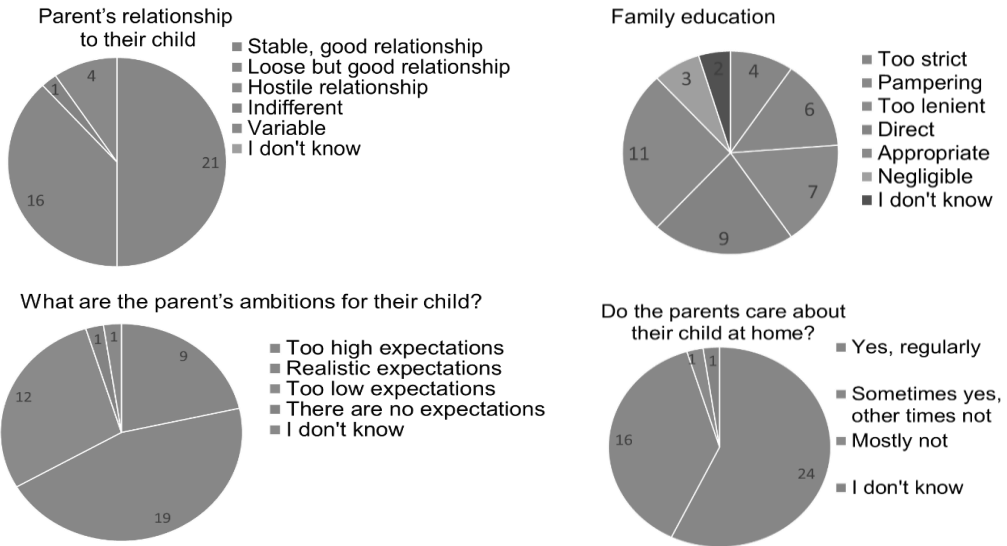 Parent's relationship
to their child
Stable, good relationship
Loose but good relationship
Hostile relationship
Indifferent
Variable
I don't know
4
1
21
16
Family education
Too strict
Pampering
Too lenient
Direct
Appropriate
Negligible
I don't know
2
4
3
6
11
7
9
What are the parent's ambitions for their child?
Too high expectations
Realistic expectations
Too low expectations
There are no expectations
I don't know
1
1
9
12
19
Do the parents care about
their child at home?
Yes, regularly
Sometimes yes,
other times not
Mostly not
I don't know
1
1
16
24